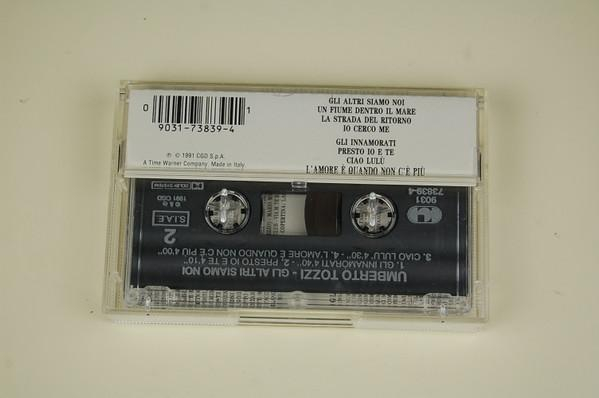 GLI ALTRI SIAMO NOI
UN FIUME DENTRO IL MARE
LA STRADA DEL RITORNO
IO CERCO ME
GLI INNAMORATI
PRESTO IO E TE
CIAO LULÙ
L'AMORE È QUANDO NON C'È PIÙ
0 1
9031-73839-4
℗ © 1991 CGD S.p.A.
A Time Warner Company. Made in Italy.
UMBERTO TOZZI - GLI ALTRI SIAMO NOI
1. GLI INNAMORATI 4'40" - 2. PRESTO IO E TE 4'10"
3. CIAO LULU' 4'30" - 4. L'AMORE È QUANDO NON C'È PIÙ 4'00"
2
S.I.A.E.
℗ & ©
1991 CGD
DOLBY SYSTEM
9031
73839-4